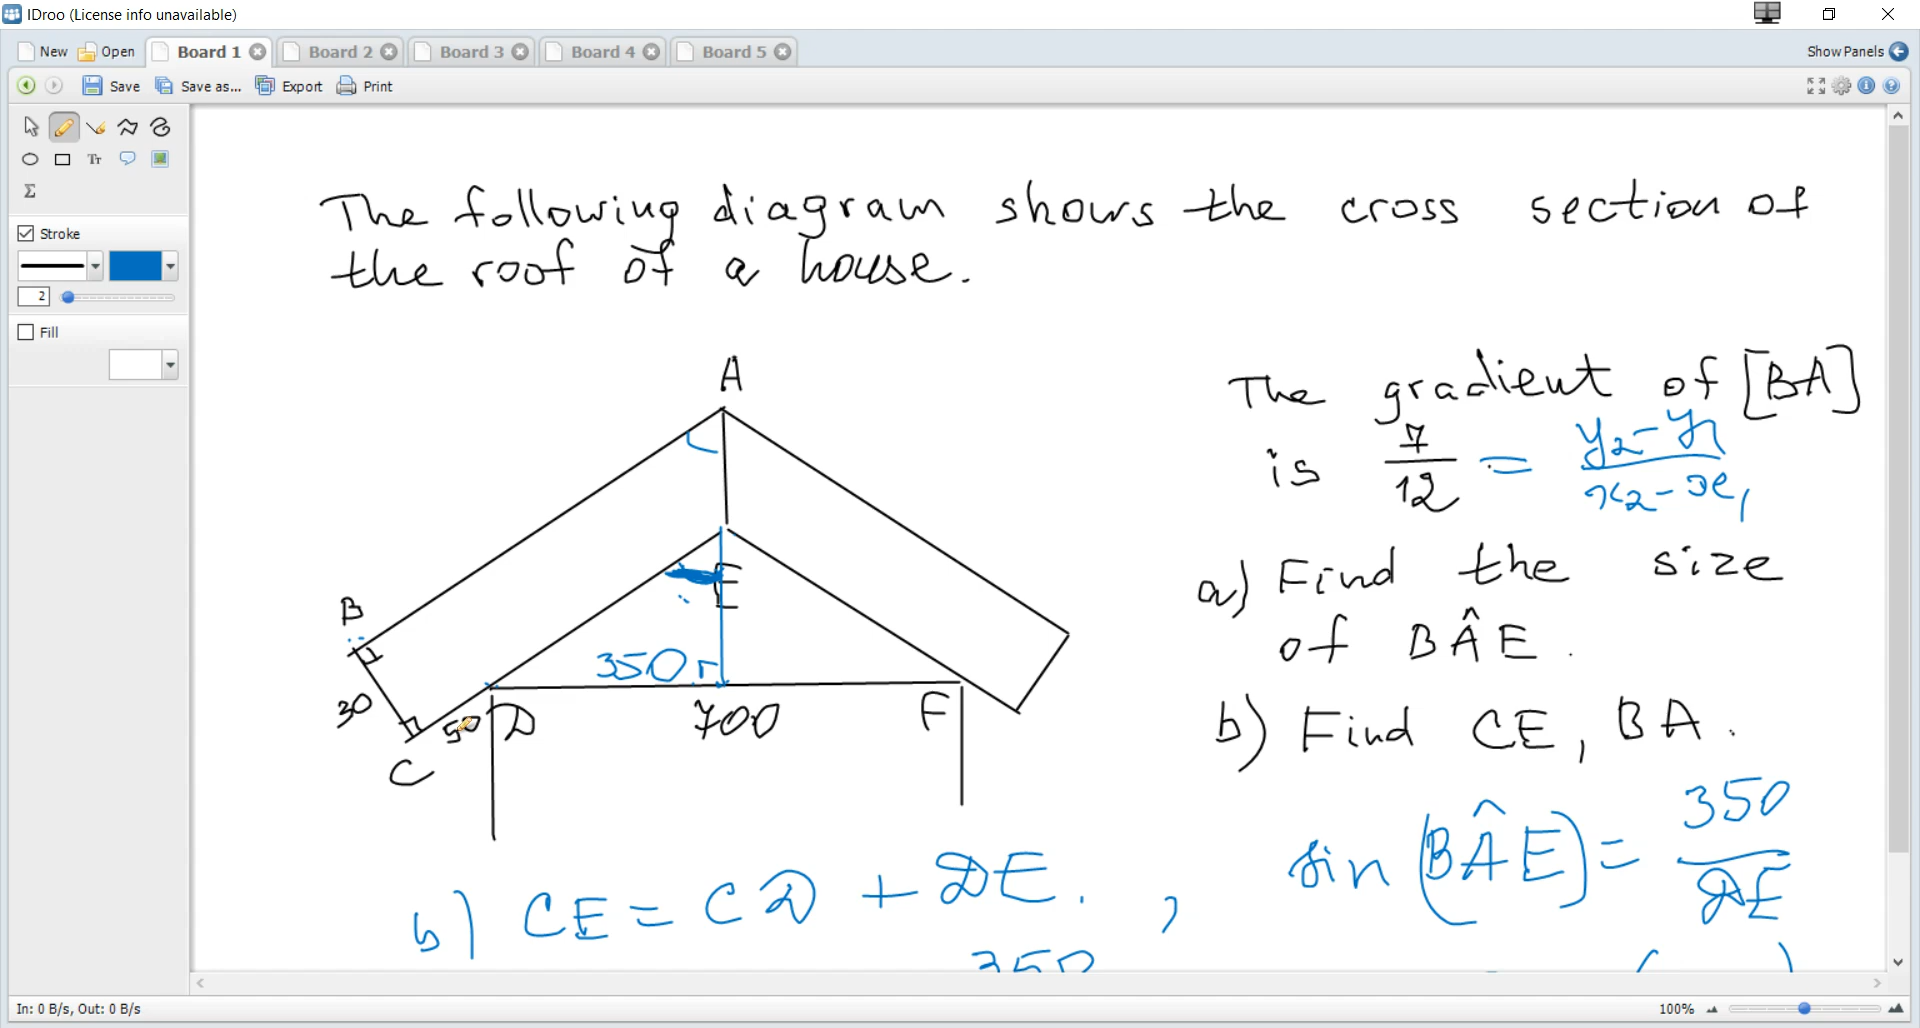 IDroo (License info unavailable)
New Open Board 1 Board 2 Board 3 Board 4 Board 5 Show Panels
Save Save as... Export Print
Stroke
2
Fill
The following diagram shows the cross section of
the roof of a house.
A
The gradient of [BA]
is 7/12 = y2-y1/x2-x1
a) Find the size
of BÂE.
B
E
350
30
50
D
700
F
C
b) Find CE, BA.
b) CE = CD + DE. ,
sin(BÂE) = 350/DE
350
In: 0 B/s, Out: 0 B/s
100%